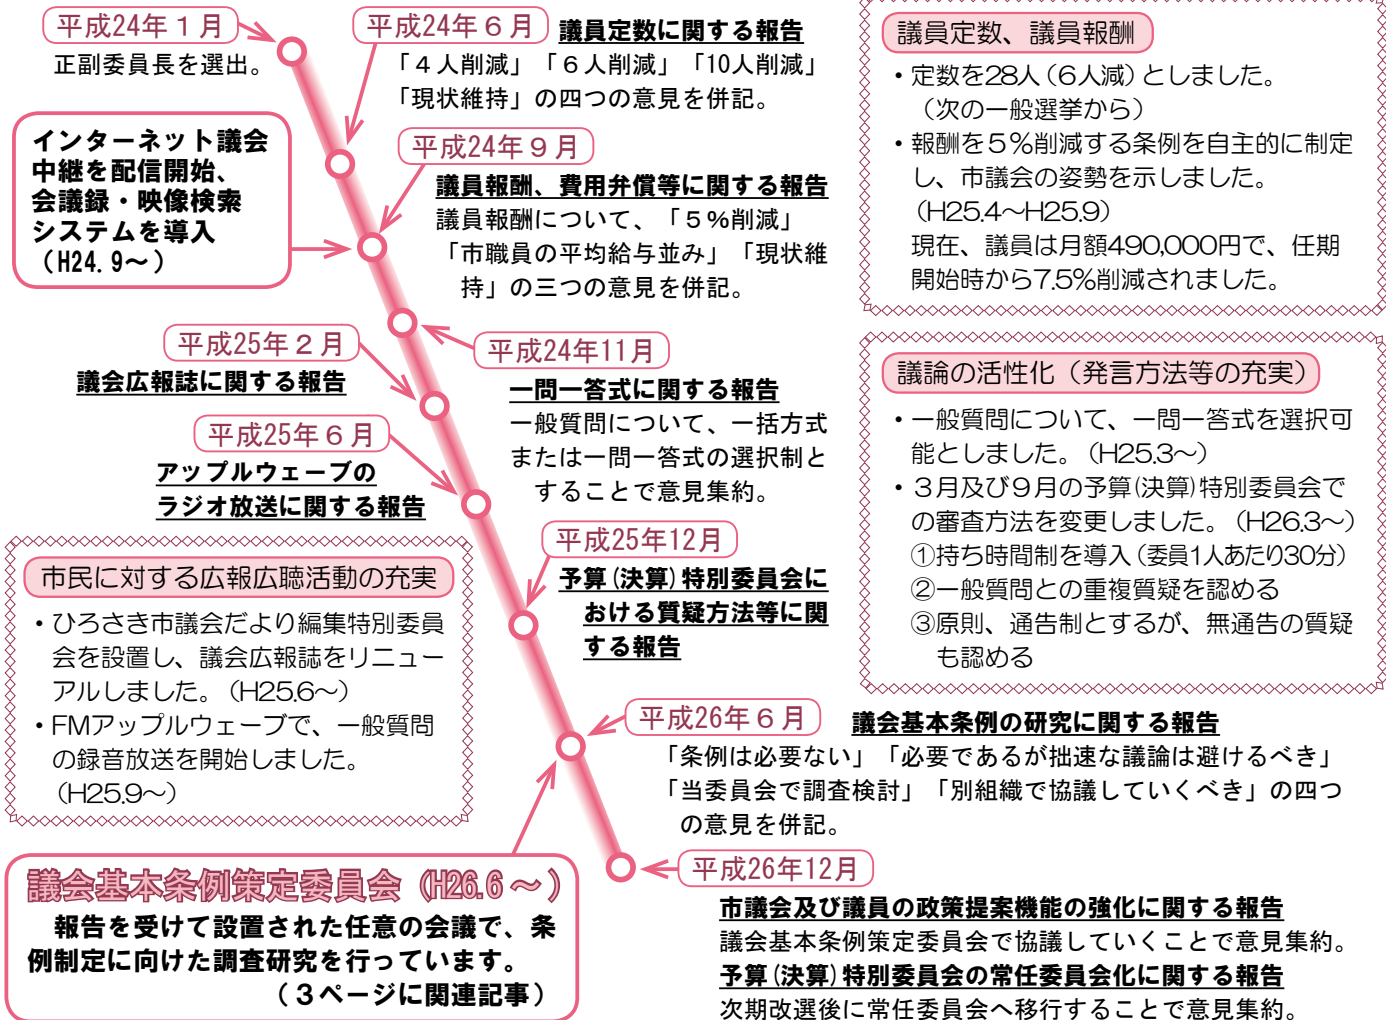 平成24年１月
正副委員長を選出。
平成24年６月 議員定数に関する報告
「４人削減」「６人削減」「10人削減」
「現状維持」の四つの意見を併記。
インターネット議会
中継を配信開始、
会議録・映像検索
システムを導入
（H24.9～）
平成24年９月
議員報酬、費用弁償等に関する報告
議員報酬について、「５％削減」
「市職員の平均給与並み」「現状維
持」の三つの意見を併記。
平成24年11月
一問一答式に関する報告
一般質問について、一括方式
または一問一答式の選択制と
することで意見集約。
平成25年２月
議会広報誌に関する報告
平成25年６月
アップルウェーブの
ラジオ放送に関する報告
平成25年12月
予算(決算)特別委員会に
おける質疑方法等に関
する報告
平成26年６月 議会基本条例の研究に関する報告
「条例は必要ない」「必要であるが拙速な議論は避けるべき」
「当委員会で調査検討」「別組織で協議していくべき」の四つ
の意見を併記。
平成26年12月
市議会及び議員の政策提案機能の強化に関する報告
議会基本条例策定委員会で協議していくことで意見集約。
予算(決算)特別委員会の常任委員会化に関する報告
次期改選後に常任委員会へ移行することで意見集約。
議員定数、議員報酬
・定数を28人（6人減）としました。
（次の一般選挙から）
・報酬を５％削減する条例を自主的に制定
し、市議会の姿勢を示しました。
（H25.4～H25.9）
現在、議員は月額490,000円で、任期
開始時から7.5％削減されました。
議論の活性化（発言方法等の充実）
・一般質問について、一問一答式を選択可
能としました。（H25.3～）
・３月及び９月の予算(決算)特別委員会で
の審査方法を変更しました。（H26.3～）
①持ち時間制を導入（委員1人あたり30分）
②一般質問との重複質疑を認める
③原則、通告制とするが、無通告の質疑
も認める
市民に対する広報広聴活動の充実
・ひろさき市議会だより編集特別委員
会を設置し、議会広報誌をリニュー
アルしました。（H25.6～）
・FMアップルウェーブで、一般質問
の録音放送を開始しました。
（H25.9～）
議会基本条例策定委員会（H26.6～）
報告を受けて設置された任意の会議で、条
例制定に向けた調査研究を行っています。
（３ページに関連記事）